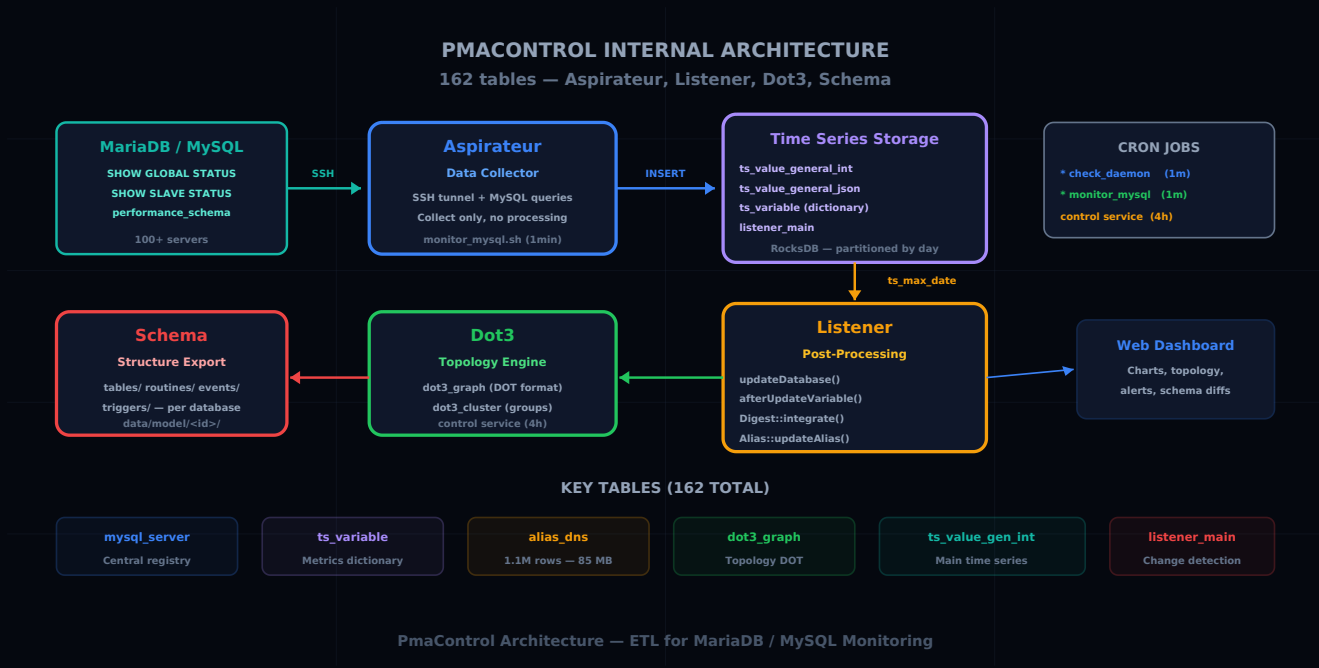 PMACONTROL INTERNAL ARCHITECTURE
162 tables — Aspirateur, Listener, Dot3, Schema
MariaDB / MySQL
SHOW GLOBAL STATUS
SHOW SLAVE STATUS
performance_schema
100+ servers
SSH
Aspirateur
Data Collector
SSH tunnel + MySQL queries
Collect only, no processing
monitor_mysql.sh (1min)
INSERT
Time Series Storage
ts_value_general_int
ts_value_general_json
ts_variable (dictionary)
listener_main
RocksDB — partitioned by day
CRON JOBS
* check_daemon (1m)
* monitor_mysql (1m)
control service (4h)
ts_max_date
Schema
Structure Export
tables/ routines/ events/
triggers/ — per database
data/model/<id>/
Dot3
Topology Engine
dot3_graph (DOT format)
dot3_cluster (groups)
control service (4h)
Listener
Post-Processing
updateDatabase()
afterUpdateVariable()
Digest::integrate()
Alias::updateAlias()
Web Dashboard
Charts, topology,
alerts, schema diffs
KEY TABLES (162 TOTAL)
mysql_server
Central registry
ts_variable
Metrics dictionary
alias_dns
1.1M rows — 85 MB
dot3_graph
Topology DOT
ts_value_gen_int
Main time series
listener_main
Change detection
PmaControl Architecture — ETL for MariaDB / MySQL Monitoring